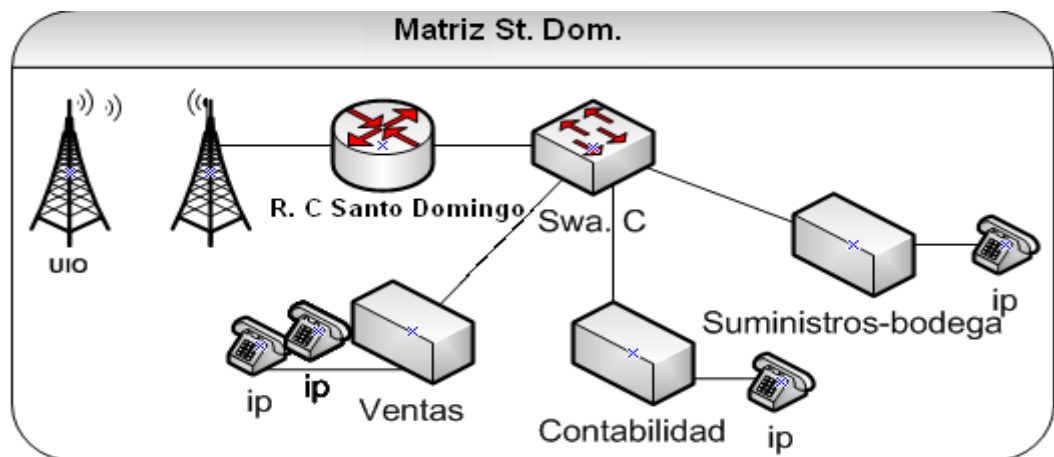 Matriz St. Dom.
UIO
R. C Santo Domingo
Swa. C
ip
Suministros-bodega
ip
ip
Ventas
Contabilidad
ip